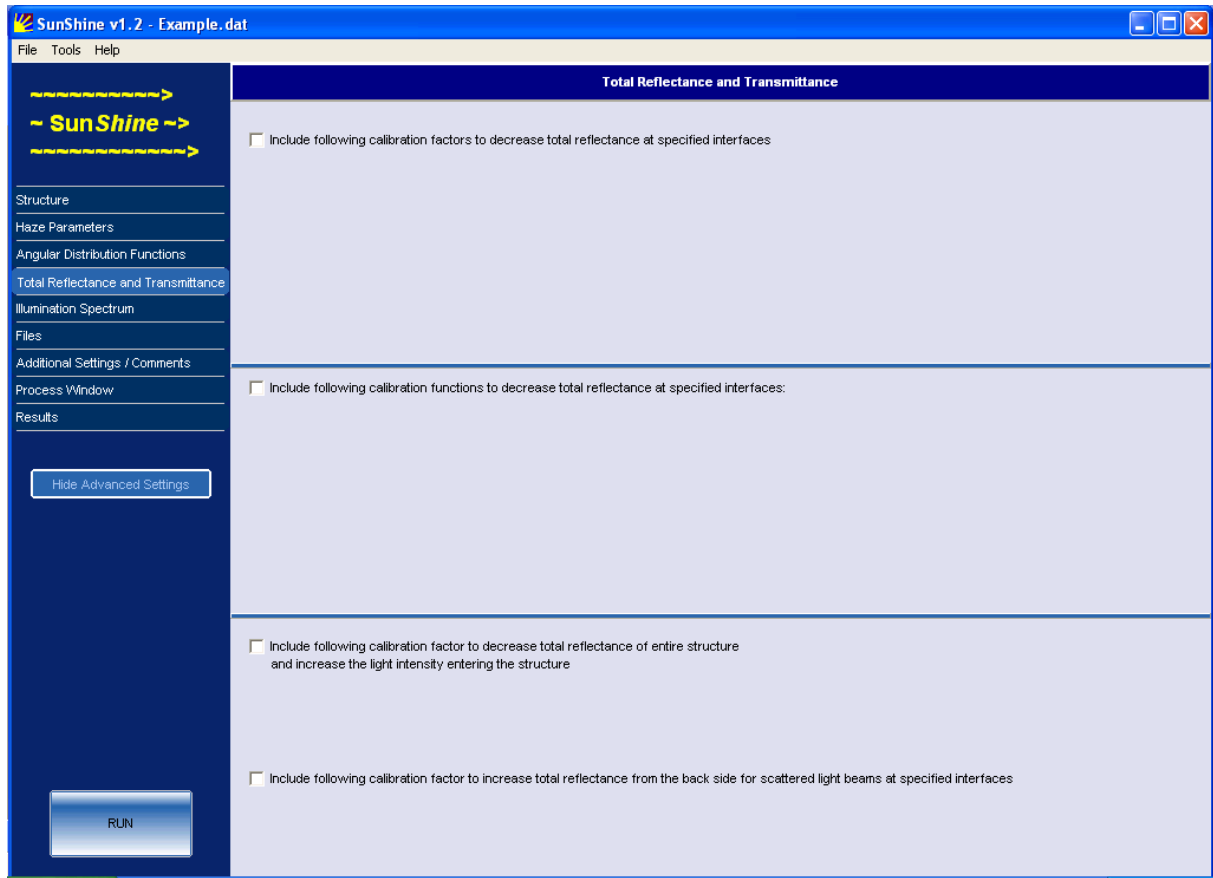 SunShine v1.2 - Example.dat
File Tools Help
~~~~~~~~~~>
~ SunShine ~>
~~~~~~~~~~~~>
Structure
Haze Parameters
Angular Distribution Functions
Total Reflectance and Transmittance
Illumination Spectrum
Files
Additional Settings / Comments
Process Window
Results
Hide Advanced Settings
RUN
Total Reflectance and Transmittance
Include following calibration factors to decrease total reflectance at specified interfaces
Include following calibration functions to decrease total reflectance at specified interfaces:
Include following calibration factor to decrease total reflectance of entire structure
and increase the light intensity entering the structure
Include following calibration factor to increase total reflectance from the back side for scattered light beams at specified interfaces